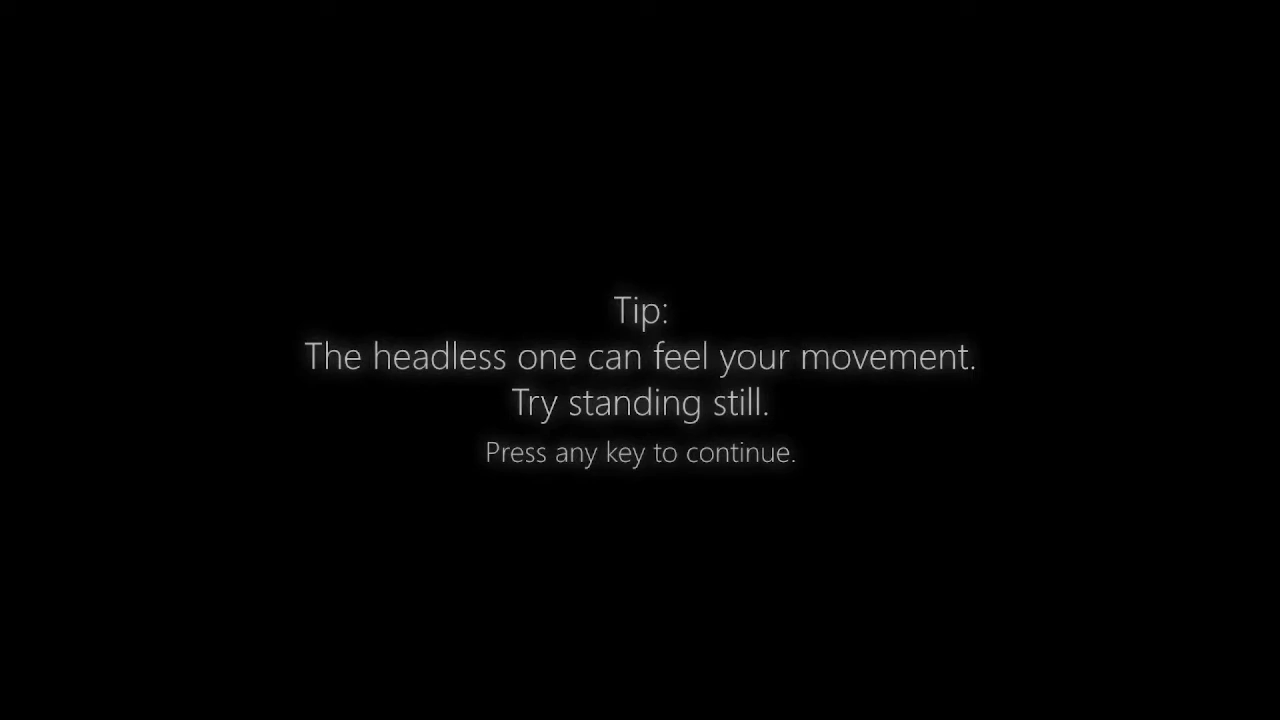 Tip:
The headless one can feel your movement.
Try standing still.
Press any key to continue.